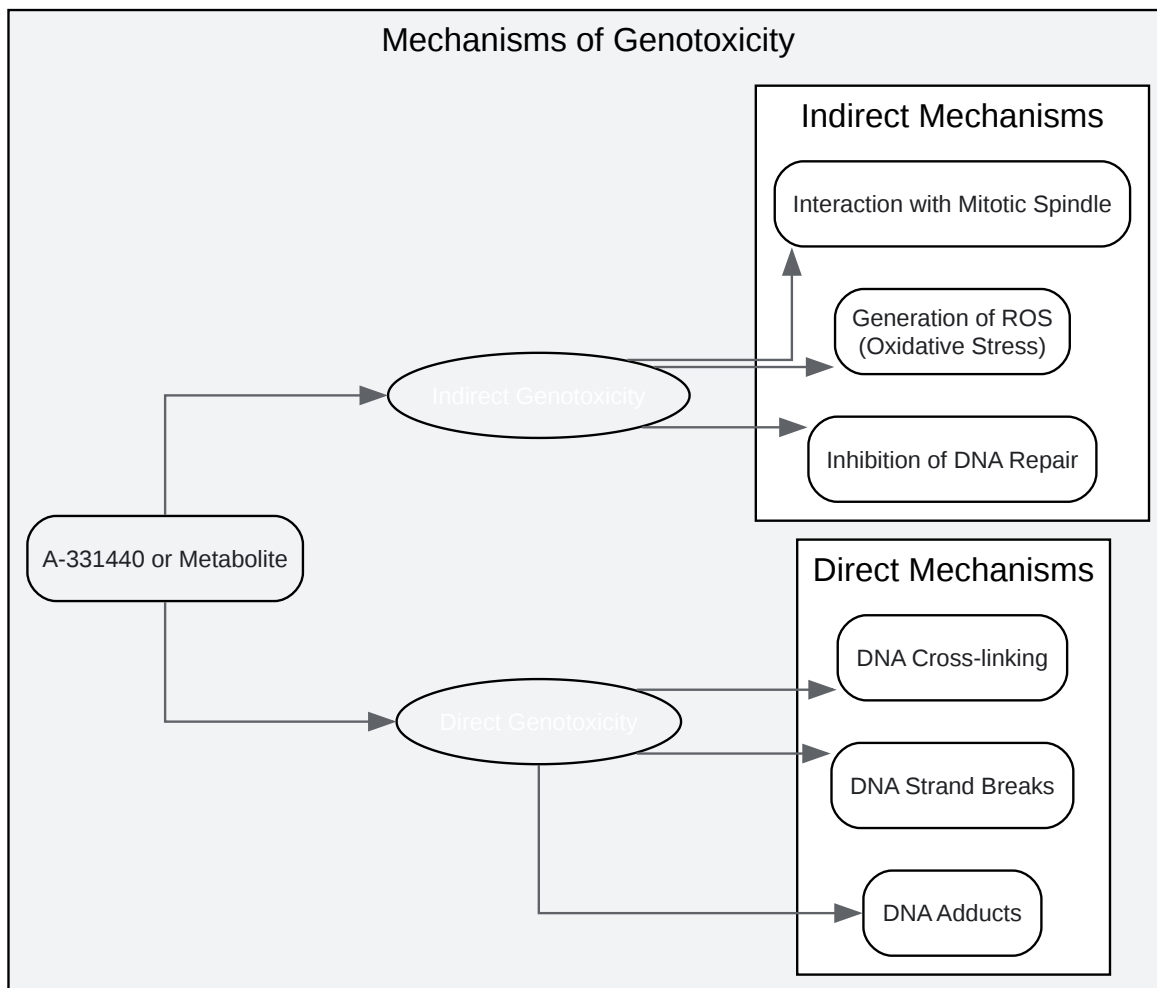 Mechanisms of Genotoxicity
Indirect Mechanisms
Interaction with Mitotic Spindle
Generation of ROS
(Oxidative Stress)
Indirect Genotoxicity
Inhibition of DNA Repair
A-331440 or Metabolite
Direct Mechanisms
DNA Cross-linking
Direct Genotoxicity
DNA Strand Breaks
DNA Adducts